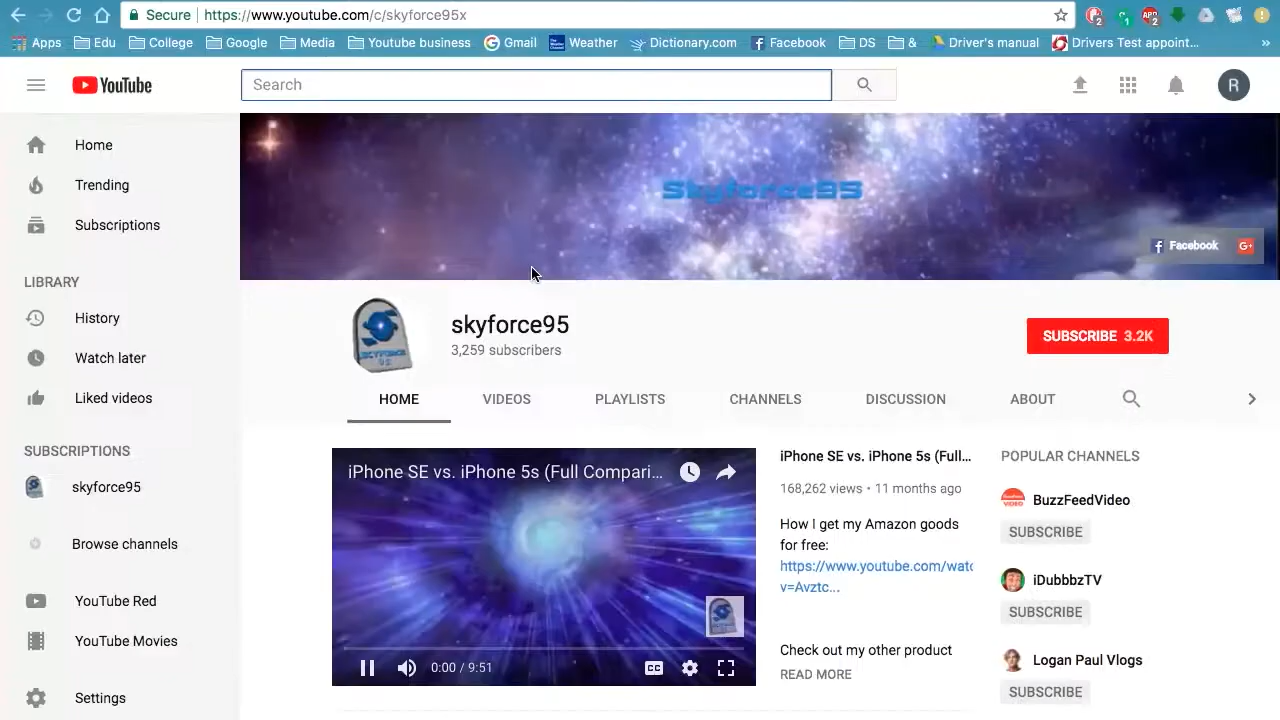 Secure https://www.youtube.com/c/skyforce95x
Apps Edu College Google Media Youtube business Gmail Weather Dictionary.com Facebook DS & Driver's manual Drivers Test appoint... »
YouTube Search R
Home
Trending
Subscriptions
Skyforce95
Facebook G+
LIBRARY
History
Watch later
Liked videos
SUBSCRIPTIONS
skyforce95
Browse channels
YouTube Red
YouTube Movies
Settings
skyforce95
3,259 subscribers
SUBSCRIBE 3.2K
HOME VIDEOS PLAYLISTS CHANNELS DISCUSSION ABOUT
iPhone SE vs. iPhone 5s (Full Compari...
0:00 / 9:51 CC
iPhone SE vs. iPhone 5s (Full...
168,262 views • 11 months ago
How I get my Amazon goods
for free:
https://www.youtube.com/watc
v=Avztc...
Check out my other product
READ MORE
POPULAR CHANNELS
BuzzFeedVideo
SUBSCRIBE
iDubbbzTV
SUBSCRIBE
Logan Paul Vlogs
SUBSCRIBE